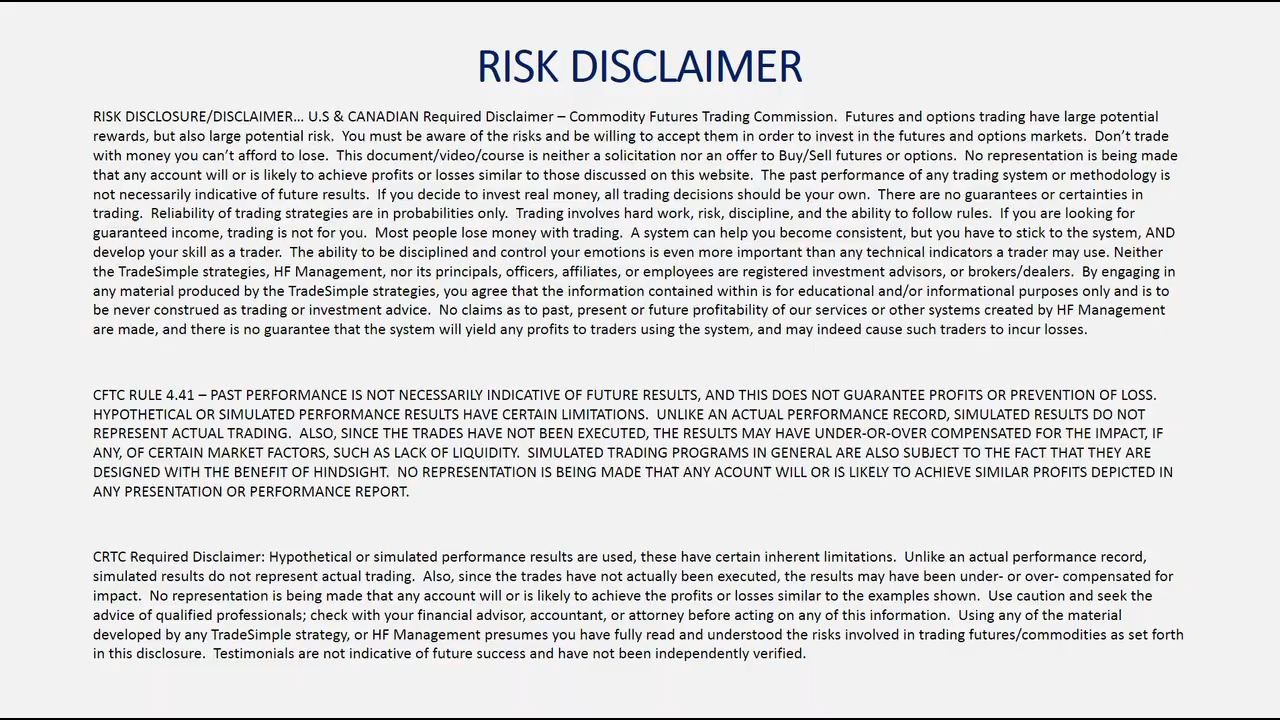 RISK DISCLAIMER
RISK DISCLOSURE/DISCLAIMER... U.S & CANADIAN Required Disclaimer – Commodity Futures Trading Commission.  Futures and options trading have large potential
rewards, but also large potential risk.  You must be aware of the risks and be willing to accept them in order to invest in the futures and options markets.  Don’t trade
with money you can’t afford to lose.  This document/video/course is neither a solicitation nor an offer to Buy/Sell futures or options.  No representation is being made
that any account will or is likely to achieve profits or losses similar to those discussed on this website.  The past performance of any trading system or methodology is
not necessarily indicative of future results.  If you decide to invest real money, all trading decisions should be your own.  There are no guarantees or certainties in
trading.  Reliability of trading strategies are in probabilities only.  Trading involves hard work, risk, discipline, and the ability to follow rules.  If you are looking for
guaranteed income, trading is not for you.  Most people lose money with trading.  A system can help you become consistent, but you have to stick to the system, AND
develop your skill as a trader.  The ability to be disciplined and control your emotions is even more important than any technical indicators a trader may use. Neither
the TradeSimple strategies, HF Management, nor its principals, officers, affiliates, or employees are registered investment advisors, or brokers/dealers.  By engaging in
any material produced by the TradeSimple strategies, you agree that the information contained within is for educational and/or informational purposes only and is to
be never construed as trading or investment advice.  No claims as to past, present or future profitability of our services or other systems created by HF Management
are made, and there is no guarantee that the system will yield any profits to traders using the system, and may indeed cause such traders to incur losses.
CFTC RULE 4.41 – PAST PERFORMANCE IS NOT NECESSARILY INDICATIVE OF FUTURE RESULTS, AND THIS DOES NOT GUARANTEE PROFITS OR PREVENTION OF LOSS.
HYPOTHETICAL OR SIMULATED PERFORMANCE RESULTS HAVE CERTAIN LIMITATIONS.  UNLIKE AN ACTUAL PERFORMANCE RECORD, SIMULATED RESULTS DO NOT
REPRESENT ACTUAL TRADING.  ALSO, SINCE THE TRADES HAVE NOT BEEN EXECUTED, THE RESULTS MAY HAVE UNDER-OR-OVER COMPENSATED FOR THE IMPACT, IF
ANY, OF CERTAIN MARKET FACTORS, SUCH AS LACK OF LIQUIDITY.  SIMULATED TRADING PROGRAMS IN GENERAL ARE ALSO SUBJECT TO THE FACT THAT THEY ARE
DESIGNED WITH THE BENEFIT OF HINDSIGHT.  NO REPRESENTATION IS BEING MADE THAT ANY ACOUNT WILL OR IS LIKELY TO ACHIEVE SIMILAR PROFITS DEPICTED IN
ANY PRESENTATION OR PERFORMANCE REPORT.
CRTC Required Disclaimer: Hypothetical or simulated performance results are used, these have certain inherent limitations.  Unlike an actual performance record,
simulated results do not represent actual trading.  Also, since the trades have not actually been executed, the results may have been under- or over- compensated for
impact.  No representation is being made that any account will or is likely to achieve the profits or losses similar to the examples shown.  Use caution and seek the
advice of qualified professionals; check with your financial advisor, accountant, or attorney before acting on any of this information.  Using any of the material
developed by any TradeSimple strategy, or HF Management presumes you have fully read and understood the risks involved in trading futures/commodities as set forth
in this disclosure.  Testimonials are not indicative of future success and have not been independently verified.